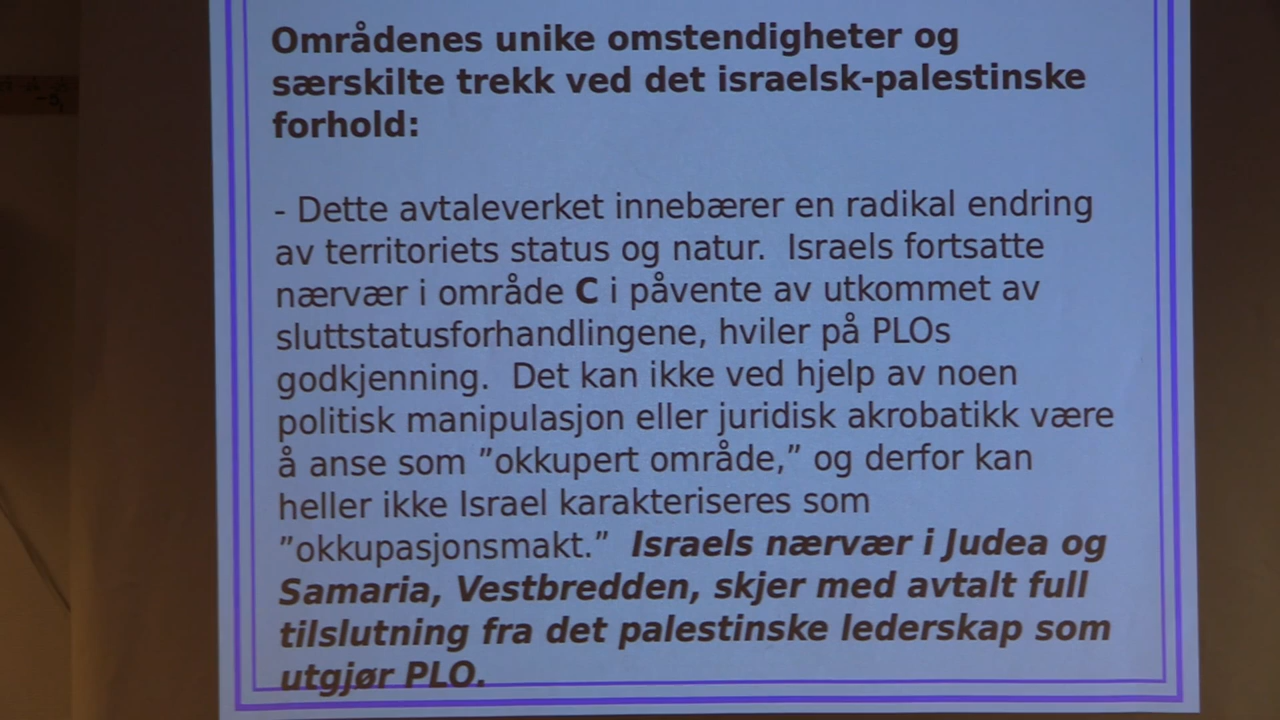 Områdenes unike omstendigheter og
særskilte trekk ved det israelsk-palestinske
forhold:
- Dette avtaleverket innebærer en radikal endring
av territoriets status og natur.  Israels fortsatte
nærvær i område C i påvente av utkommet av
sluttstatusforhandlingene, hviler på PLOs
godkjenning.  Det kan ikke ved hjelp av noen
politisk manipulasjon eller juridisk akrobatikk være
å anse som ”okkupert område,” og derfor kan
heller ikke Israel karakteriseres som
”okkupasjonsmakt.”  Israels nærvær i Judea og
Samaria, Vestbredden, skjer med avtalt full
tilslutning fra det palestinske lederskap som
utgjør PLO.